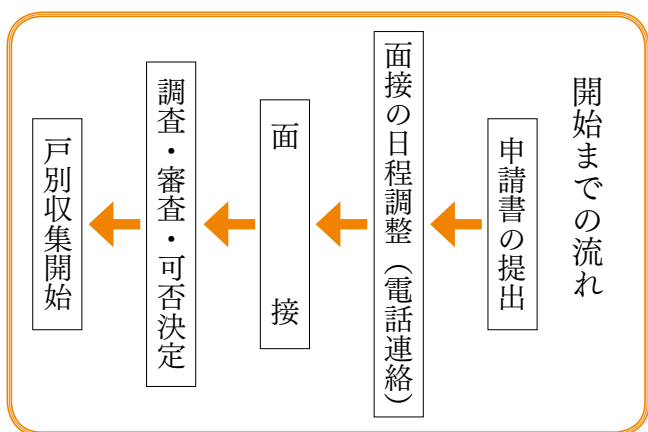 開始までの流れ
申請書の提出
面接の日程調整（電話連絡）
面接
調査・審査・可否決定
戸別収集開始